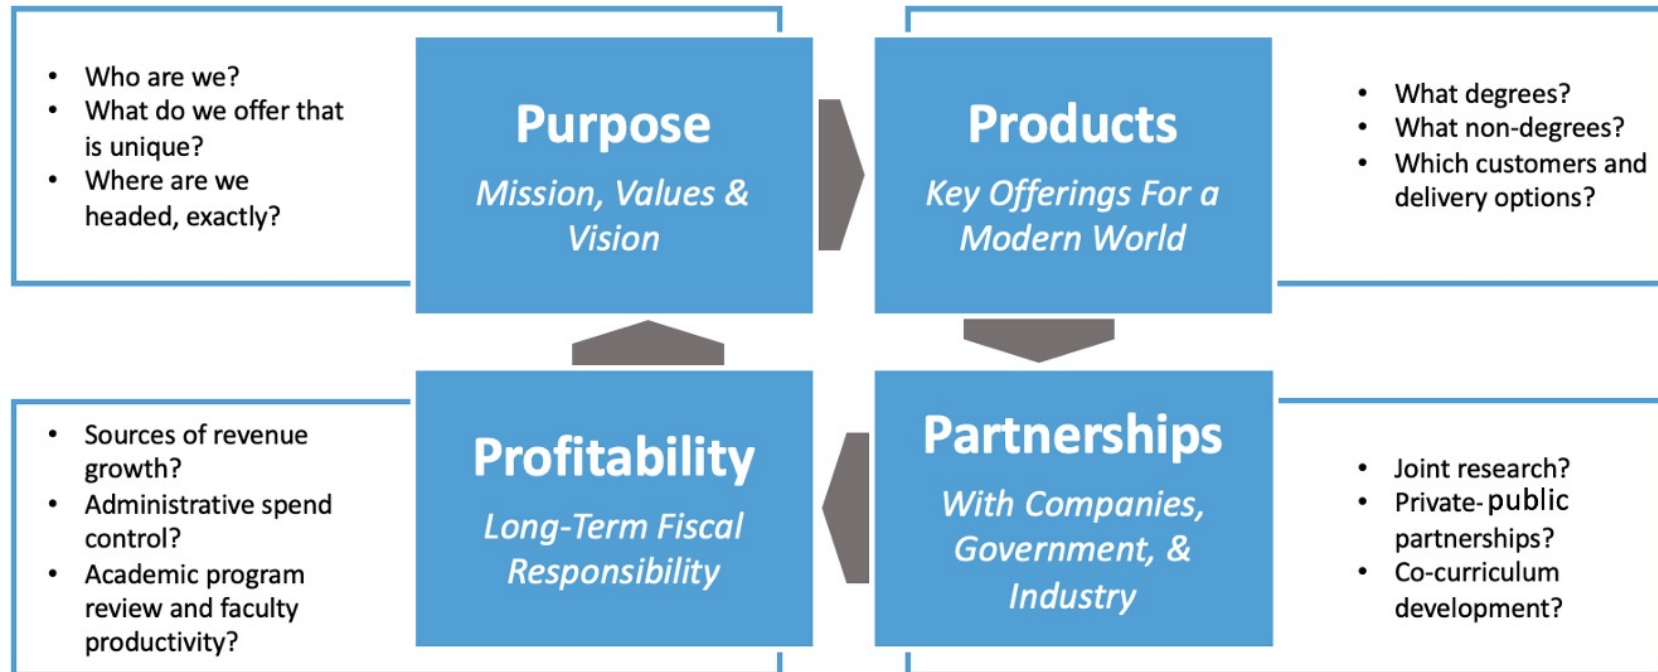 • Who are we?
• What do we offer that
is unique?
• Where are we
headed, exactly?
Purpose
Mission, Values &
Vision
Products
Key Offerings For a
Modern World
• What degrees?
• What non-degrees?
• Which customers and
delivery options?
• Sources of revenue
growth?
• Administrative spend
control?
• Academic program
review and faculty
productivity?
Profitability
Long-Term Fiscal
Responsibility
Partnerships
With Companies,
Government, &
Industry
• Joint research?
• Private-public
partnerships?
• Co-curriculum
development?